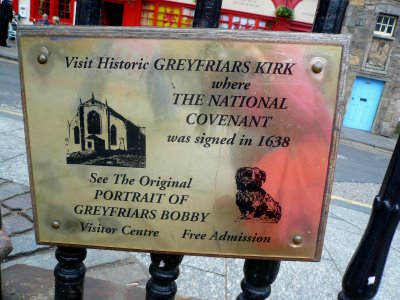 Visit Historic GREYFRIARS KIRK
where
THE NATIONAL
COVENANT
was signed in 1638
See The Original
PORTRAIT OF
GREYFRIARS BOBBY
Visitor Centre Free Admission